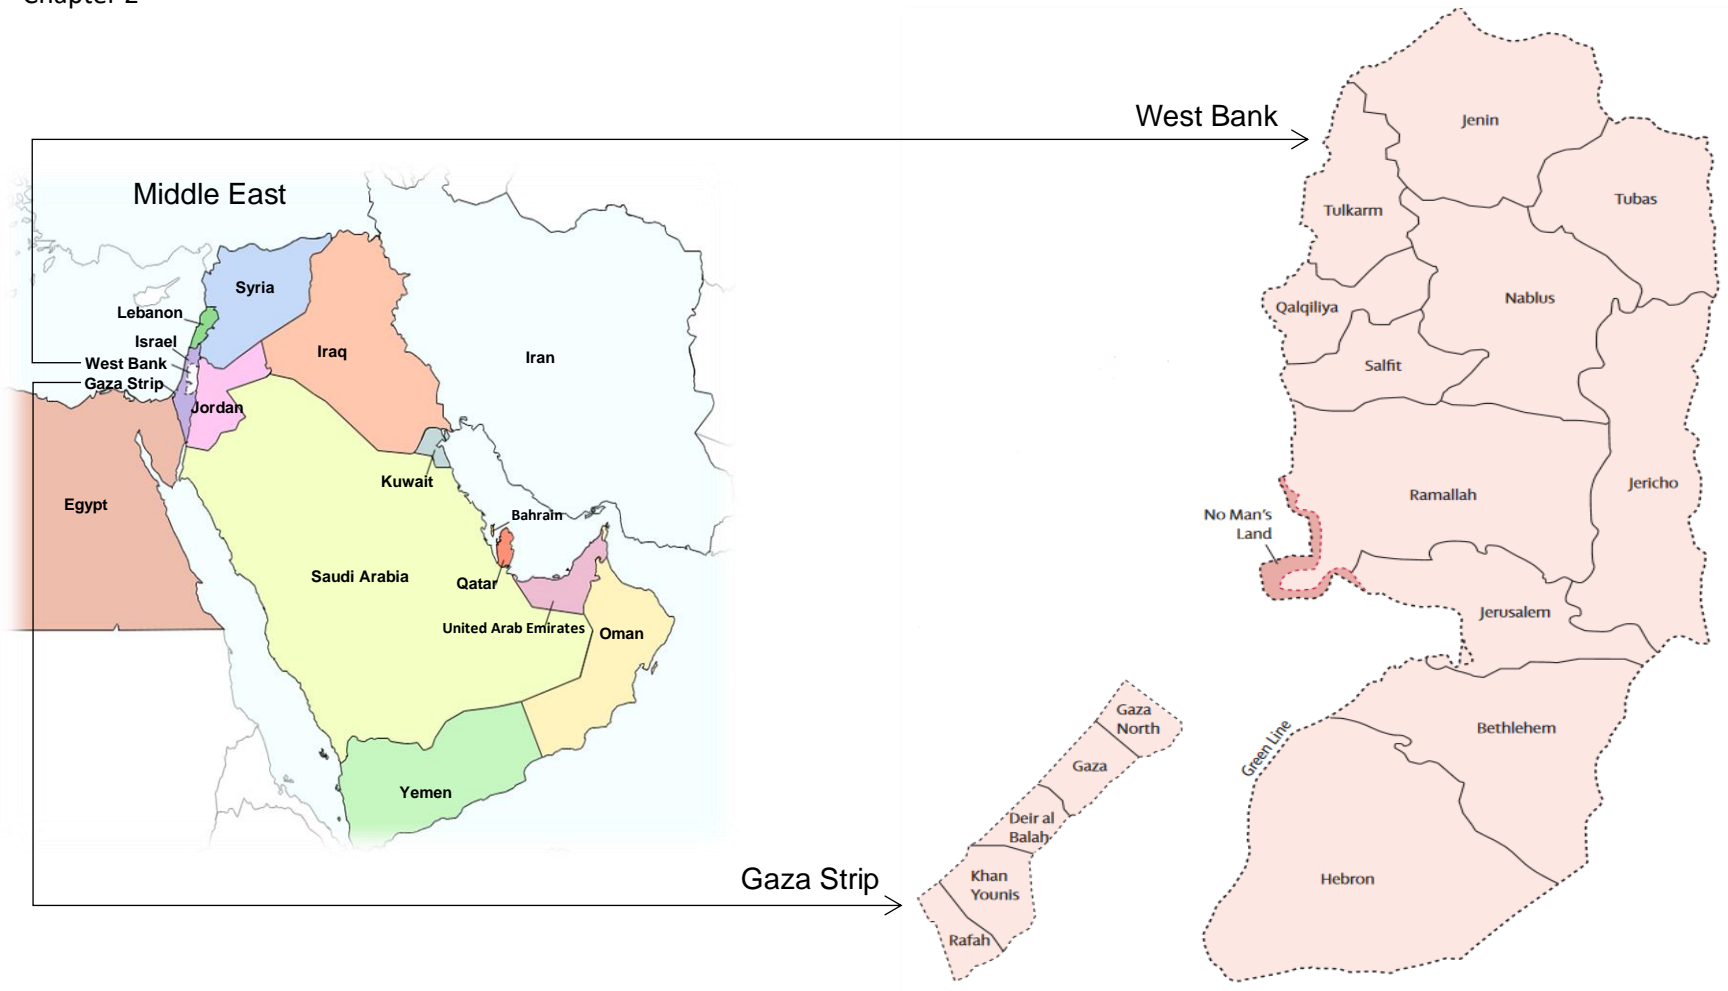 Chapter 2
West Bank
Middle East
Syria
Lebanon
Israel
West Bank
Gaza Strip
Iraq
Iran
Jordan
Kuwait
Egypt
Bahrain
Saudi Arabia
Qatar
United Arab Emirates
Oman
Yemen
Gaza Strip
Jenin
Tubas
Tulkarm
Nablus
Qalqiliya
Salfit
Jericho
Ramallah
No Man's
Land
Jerusalem
Bethlehem
Green Line
Hebron
Gaza
North
Gaza
Deir al
Balah
Khan
Younis
Rafah